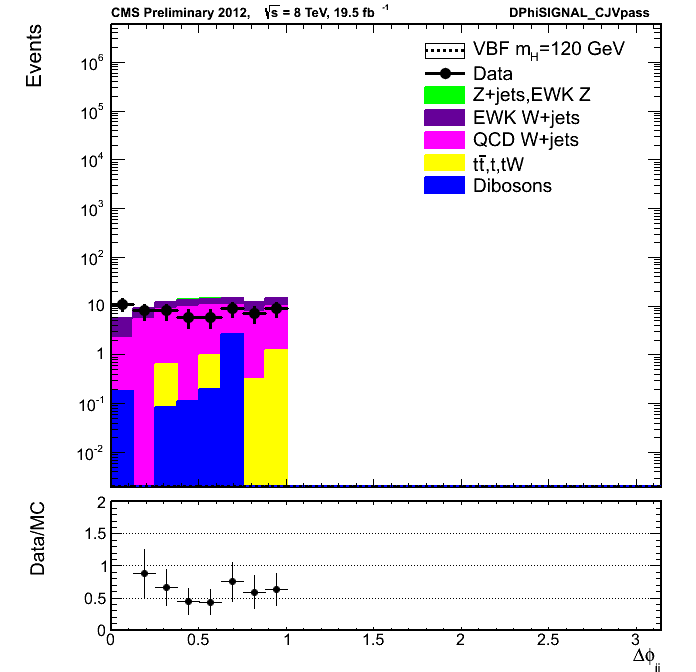 CMS Preliminary 2012, √s = 8 TeV, 19.5 fb⁻¹ DPhiSIGNAL_CJVpass
Events
VBF m_H=120 GeV
Data
Z+jets,EWK Z
EWK W+jets
QCD W+jets
tt̅,t,tW
Dibosons
10⁶
10⁵
10⁴
10³
10²
10
1
10⁻¹
10⁻²
Data/MC
2
1.5
1
0.5
0
0 0.5 1 1.5 2 2.5 3
Δϕ_jj